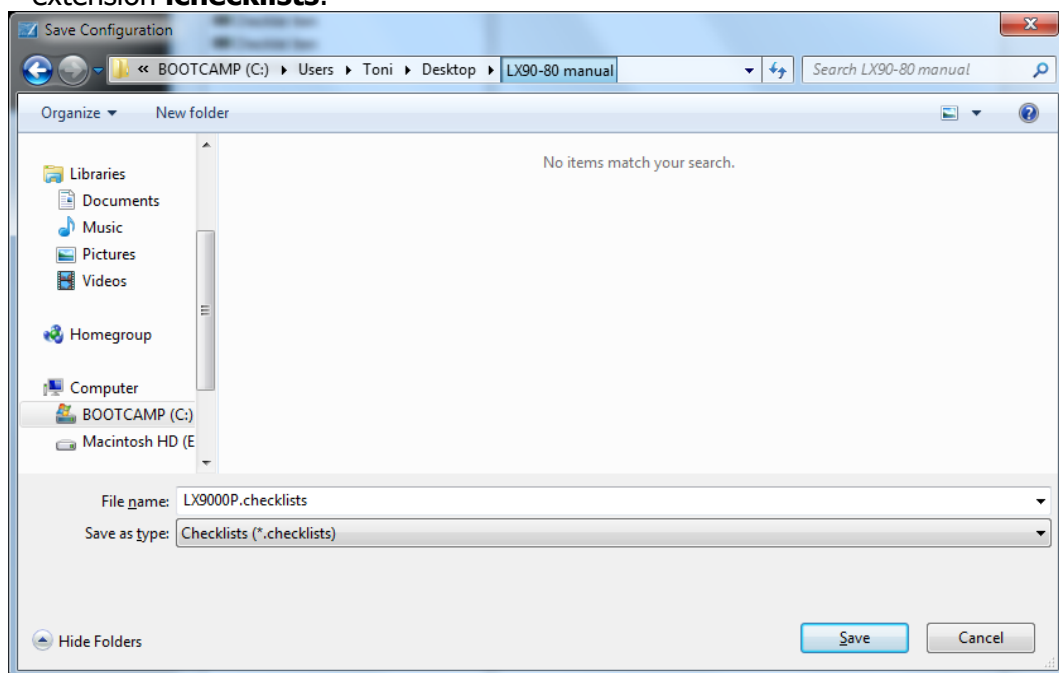 extension .checklists.
Save Configuration
« BOOTCAMP (C:) Users Toni Desktop LX90-80 manual
Search LX90-80 manual
Organize New folder
No items match your search.
Libraries
Documents
Music
Pictures
Videos
Homegroup
Computer
BOOTCAMP (C:)
Macintosh HD (E
File name: LX9000P.checklists
Save as type: Checklists (*.checklists)
Hide Folders
Save Cancel